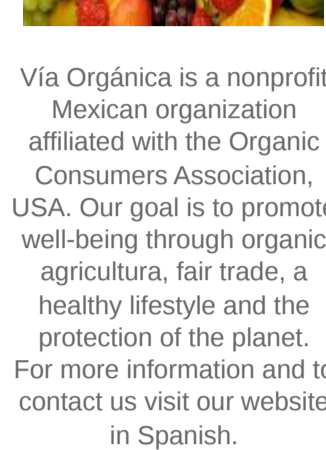 Vía Orgánica is a nonprofit
Mexican organization
affiliated with the Organic
Consumers Association,
USA. Our goal is to promote
well-being through organic
agricultura, fair trade, a
healthy lifestyle and the
protection of the planet.
For more information and to
contact us visit our website
in Spanish.